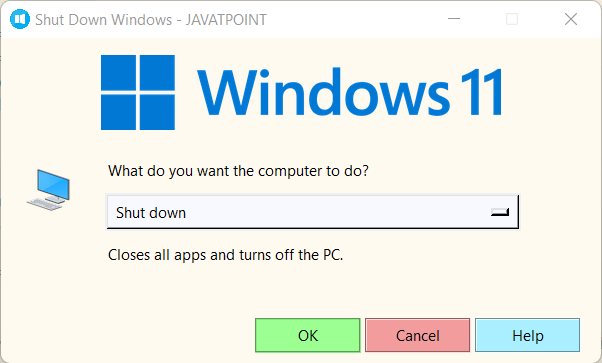 Shut Down Windows - JAVATPOINT
Windows 11
What do you want the computer to do?
Shut down
Closes all apps and turns off the PC.
OK Cancel Help